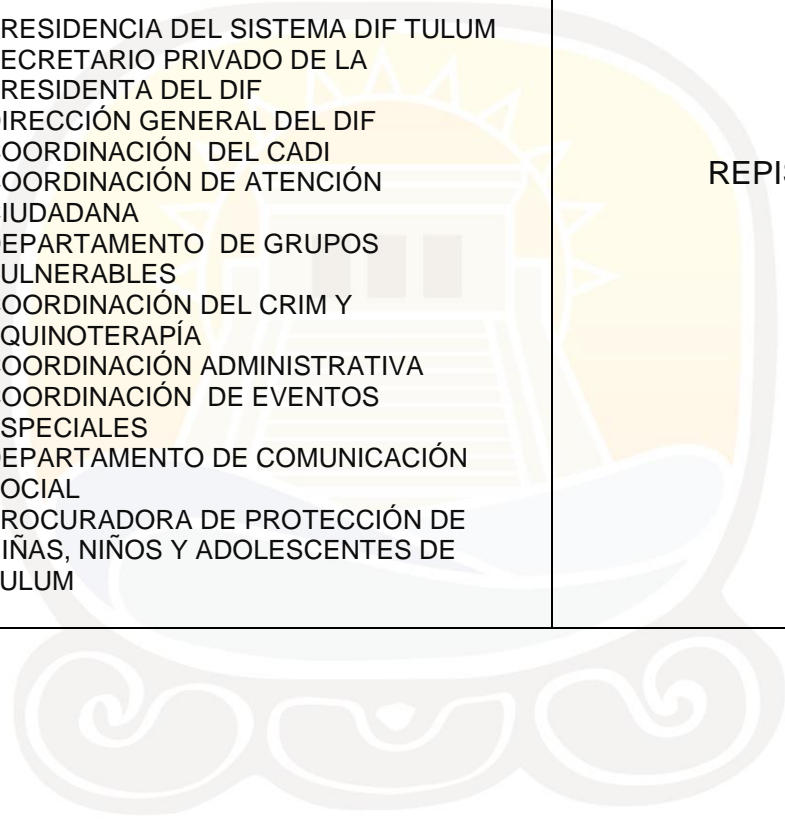 RESIDENCIA DEL SISTEMA DIF TULUM
ECRETARIO PRIVADO DE LA
RESIDENTA DEL DIF
IRECCIÓN GENERAL DEL DIF
OORDINACIÓN DEL CADI
OORDINACIÓN DE ATENCIÓN
IUDADANA
REPIS
EPARTAMENTO DE GRUPOS
ULNERABLES
OORDINACIÓN DEL CRIM Y
QUINOTERAPÍA
OORDINACIÓN ADMINISTRATIVA
OORDINACIÓN DE EVENTOS
SPECIALES
EPARTAMENTO DE COMUNICACIÓN
OCIAL
ROCURADORA DE PROTECCIÓN DE
IÑAS, NIÑOS Y ADOLESCENTES DE
ULUM